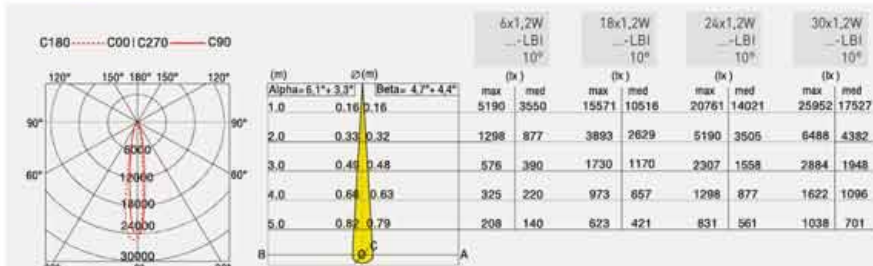 6x1,2W 18x1,2W 24x1,2W 30x1,2W
...-LBI ...-LBI ...-LBI ...-LBI
10° 10° 10° 10°
C180 C00 | C270 C90
120° 150° 180° 150° 120°
90° 90°
60° 60°
6000
12000
18000
24000
30000
(m) Ø(m) (lx) (lx) (lx) (lx)
Alpha= 6,1°+ 3,3° Beta= 4,7°+ 4,4° max med max med max med max med
1.0 0.16 0.16 5190 3550 15571 10516 20761 14021 25952 17527
2.0 0.33 0.32 1298 877 3893 2629 5190 3505 6488 4382
3.0 0.49 0.48 576 390 1730 1170 2307 1558 2884 1948
4.0 0.66 0.63 325 220 973 657 1298 877 1622 1096
5.0 0.82 0.79 208 140 623 421 831 561 1038 701
B C A